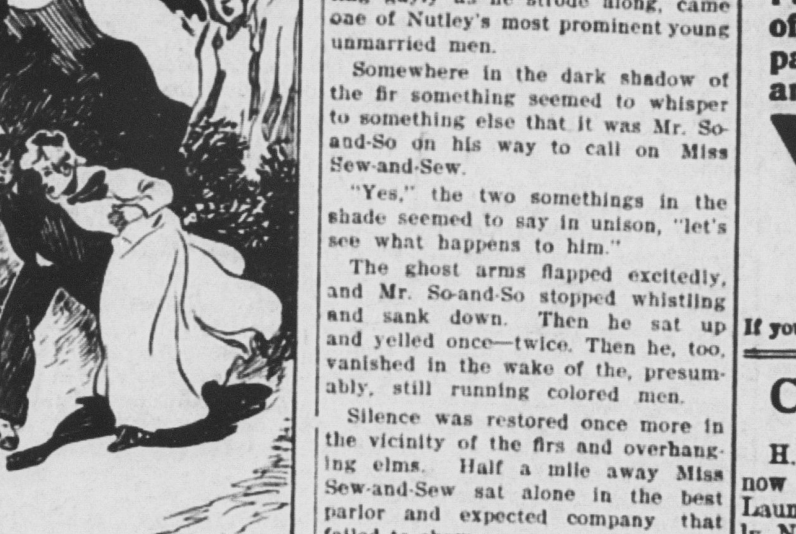 ing gayly as he strode along, came
one of Nutley's most prominent young
unmarried men.
Somewhere in the dark shadow of
the fir something seemed to whisper
to something else that it was Mr. So-
and-So on his way to call on Miss
Sew-and-Sew.
"Yes," the two somethings in the
shade seemed to say in unison, "let's
see what happens to him."
The ghost arms flapped excitedly,
and Mr. So-and-So stopped whistling
and sank down. Then he sat up
and yelled once—twice. Then he, too,
vanished in the wake of the, presum-
ably, still running colored men.
Silence was restored once more in
the vicinity of the firs and overhang-
ing elms. Half a mile away Miss
Sew-and-Sew sat alone in the best
parlor and expected company that
of
pa
an
If you
C
H.
now
Laun